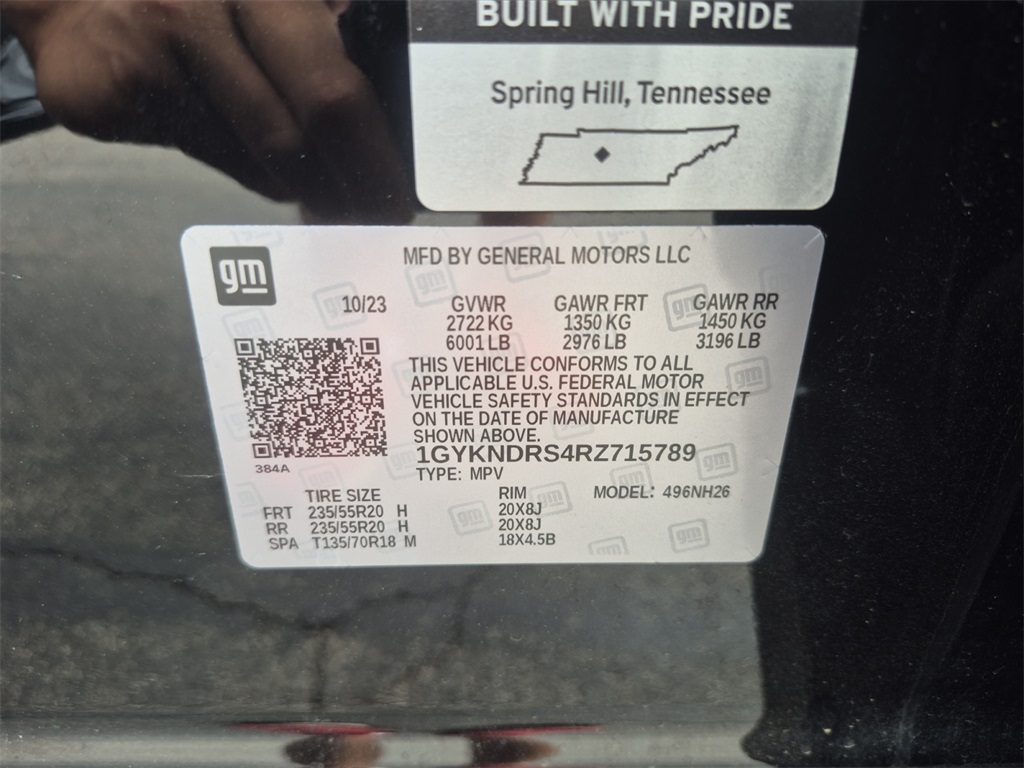 BUILT WITH PRIDE
Spring Hill, Tennessee
gm
MFD BY GENERAL MOTORS LLC
10/23 GVWR GAWR FRT GAWR RR
2722 KG 1350 KG 1450 KG
6001 LB 2976 LB 3196 LB
THIS VEHICLE CONFORMS TO ALL
APPLICABLE U.S. FEDERAL MOTOR
VEHICLE SAFETY STANDARDS IN EFFECT
ON THE DATE OF MANUFACTURE
SHOWN ABOVE.
1GYKNDRS4RZ715789
384A
TYPE: MPV
TIRE SIZE RIM MODEL: 496NH26
FRT 235/55R20 H 20X8J
RR 235/55R20 H 20X8J
SPA T135/70R18 M 18X4.5B